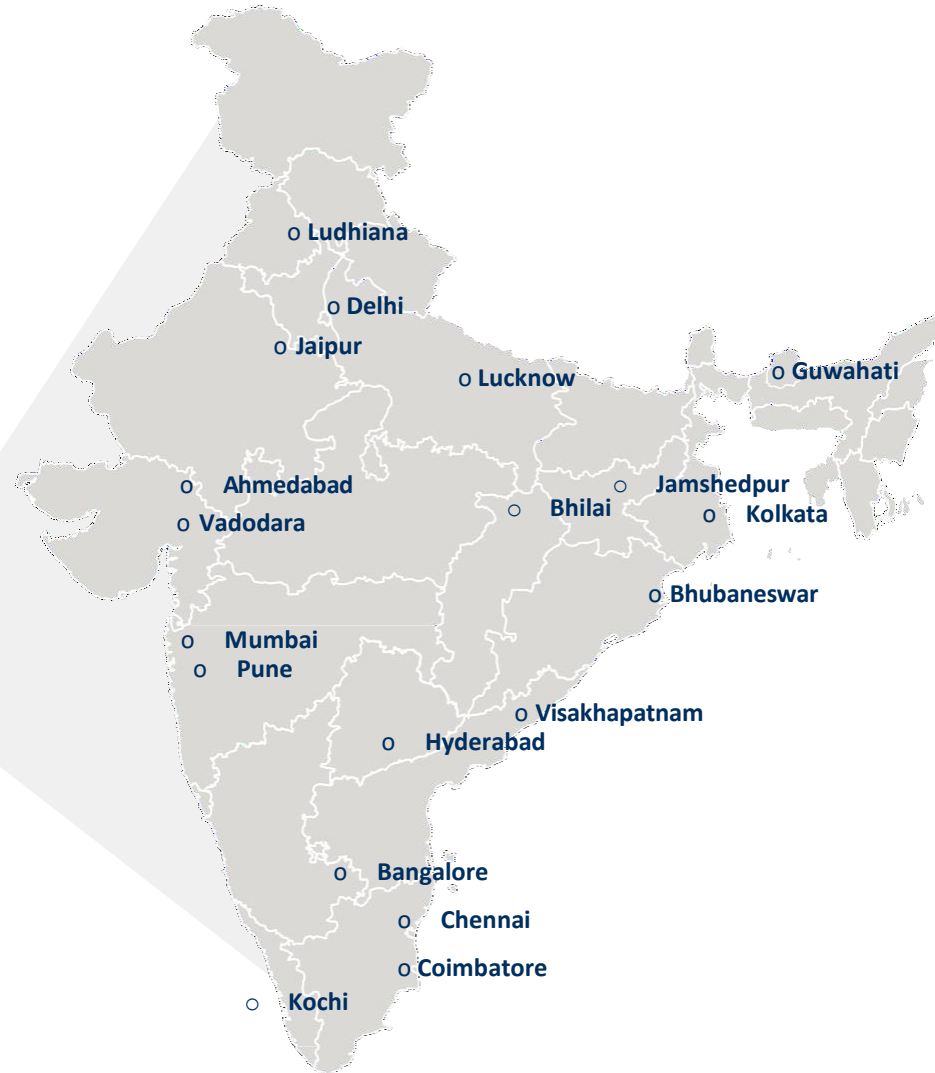 o Ludhiana
o Delhi
o Jaipur
o Lucknow
o Guwahati
o Ahmedabad
o Jamshedpur
o Bhilai
o Kolkata
o Vadodara
o Bhubaneswar
o Mumbai
o Pune
o Visakhapatnam
o Hyderabad
o Bangalore
o Chennai
o Coimbatore
o Kochi